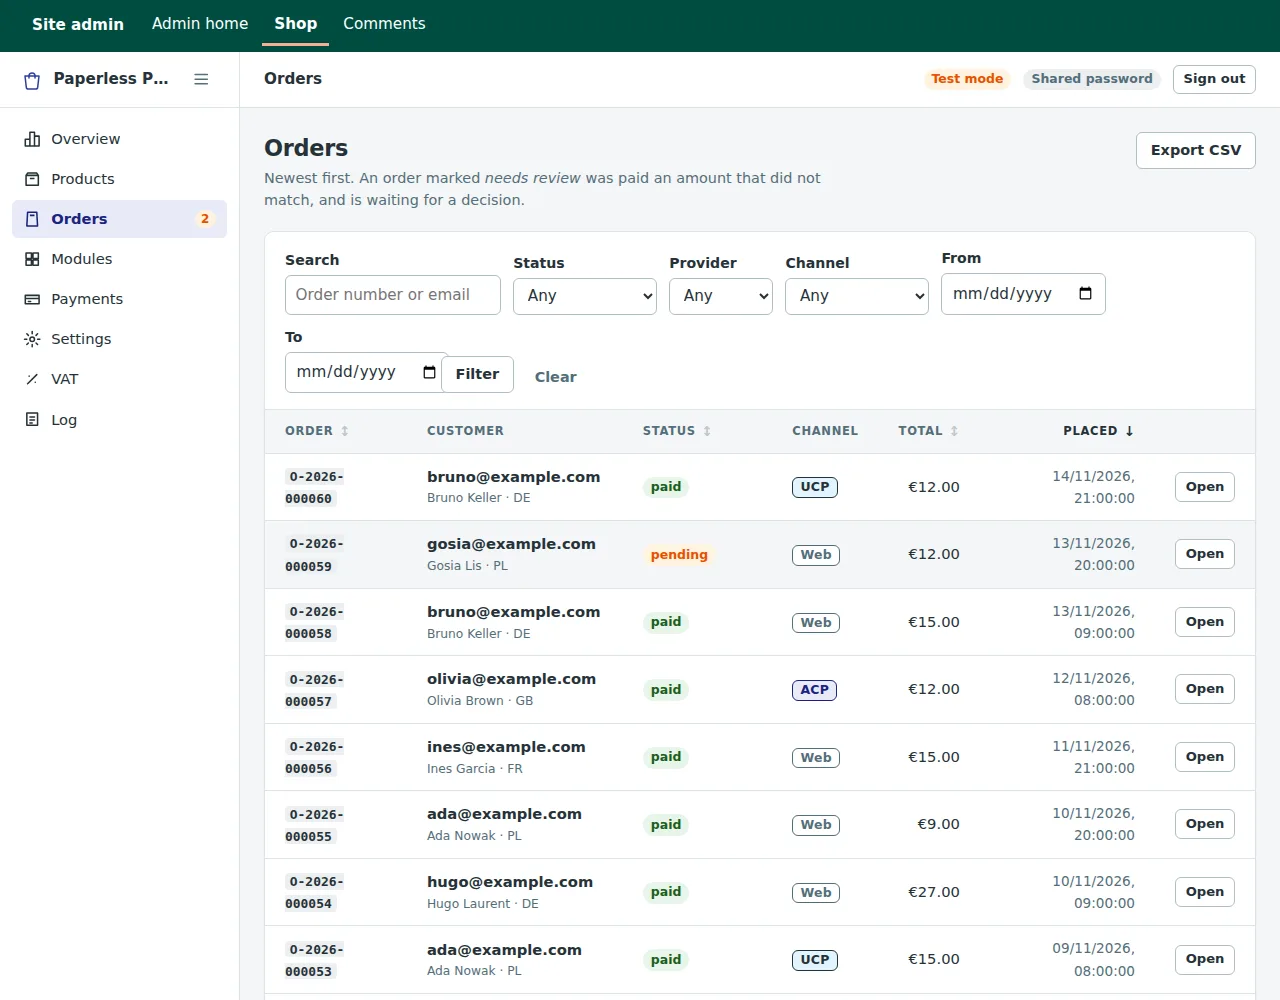 Site admin Admin home Shop Comments
Paperless P...
Orders Test mode Shared password Sign out
Overview
Products
Orders 2
Modules
Payments
Settings
VAT
Log
Orders
Export CSV
Newest first. An order marked needs review was paid an amount that did not
match, and is waiting for a decision.
Search Status Provider Channel From
Order number or email Any Any Any mm/dd/yyyy
To
mm/dd/yyyy Filter Clear
ORDER ↕ CUSTOMER STATUS ↕ CHANNEL TOTAL ↕ PLACED ↓
O-2026-
000060
bruno@example.com
Bruno Keller · DE
paid UCP €12.00
14/11/2026,
21:00:00
Open
O-2026-
000059
gosia@example.com
Gosia Lis · PL
pending Web €12.00
13/11/2026,
20:00:00
Open
O-2026-
000058
bruno@example.com
Bruno Keller · DE
paid Web €15.00
13/11/2026,
09:00:00
Open
O-2026-
000057
olivia@example.com
Olivia Brown · GB
paid ACP €12.00
12/11/2026,
08:00:00
Open
O-2026-
000056
ines@example.com
Ines Garcia · FR
paid Web €15.00
11/11/2026,
21:00:00
Open
O-2026-
000055
ada@example.com
Ada Nowak · PL
paid Web €9.00
10/11/2026,
20:00:00
Open
O-2026-
000054
hugo@example.com
Hugo Laurent · DE
paid Web €27.00
10/11/2026,
09:00:00
Open
O-2026-
000053
ada@example.com
Ada Nowak · PL
paid UCP €15.00
09/11/2026,
08:00:00
Open